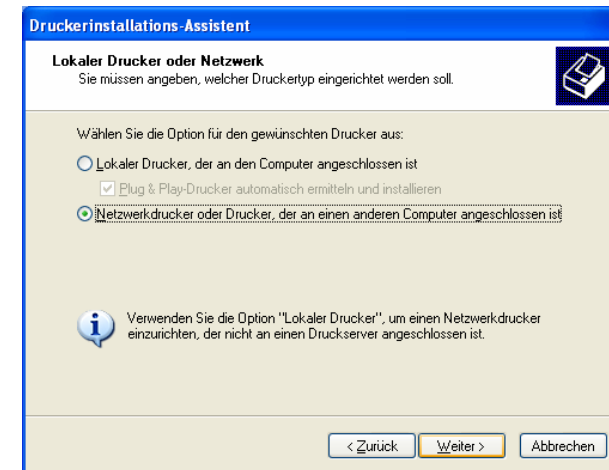 Druckerinstallations-Assistent
Lokaler Drucker oder Netzwerk
Sie müssen angeben, welcher Druckertyp eingerichtet werden soll.
Wählen Sie die Option für den gewünschten Drucker aus:
Lokaler Drucker, der an den Computer angeschlossen ist
Plug & Play-Drucker automatisch ermitteln und installieren
Netzwerkdrucker oder Drucker, der an einen anderen Computer angeschlossen ist
Verwenden Sie die Option "Lokaler Drucker", um einen Netzwerkdrucker
einzurichten, der nicht an einen Druckserver angeschlossen ist.
< Zurück Weiter > Abbrechen